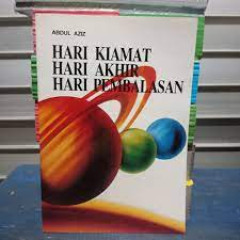 ABDUL AZIZ
HARI KIAMAT
HARI AKHIR
HARI PEMBALASAN